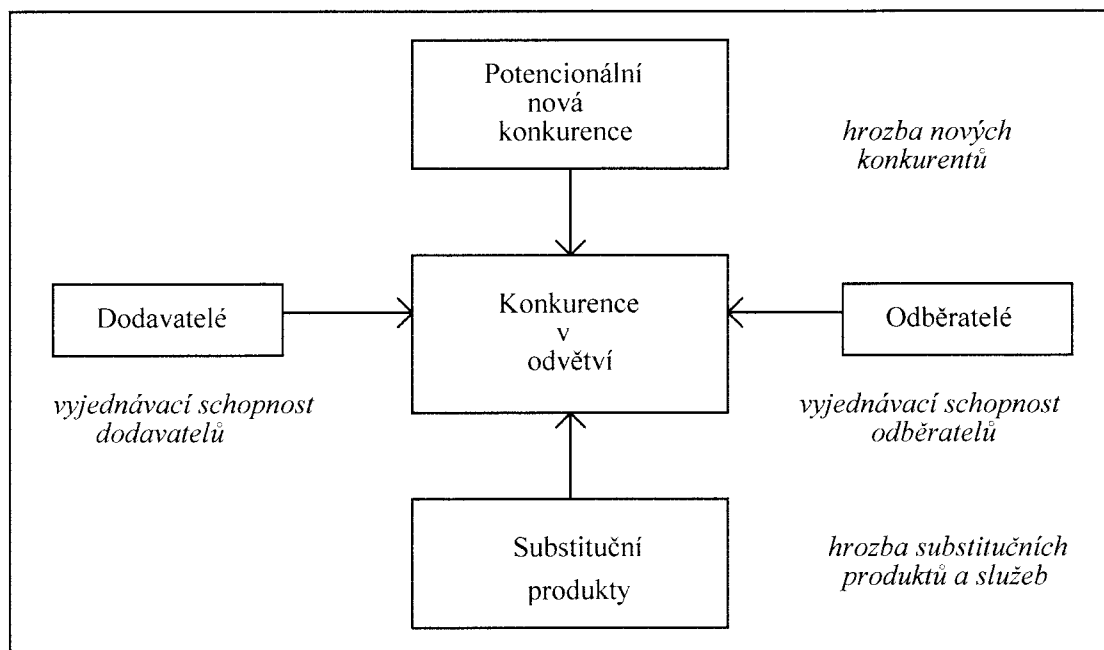 Potencionální
nová
konkurence
hrozba nových
konkurentů
Dodavatelé
Konkurence
v
odvětví
Odběratelé
vyjednávací schopnost
dodavatelů
vyjednávací schopnost
odběratelů
Substituční
produkty
hrozba substitučních
produktů a služeb